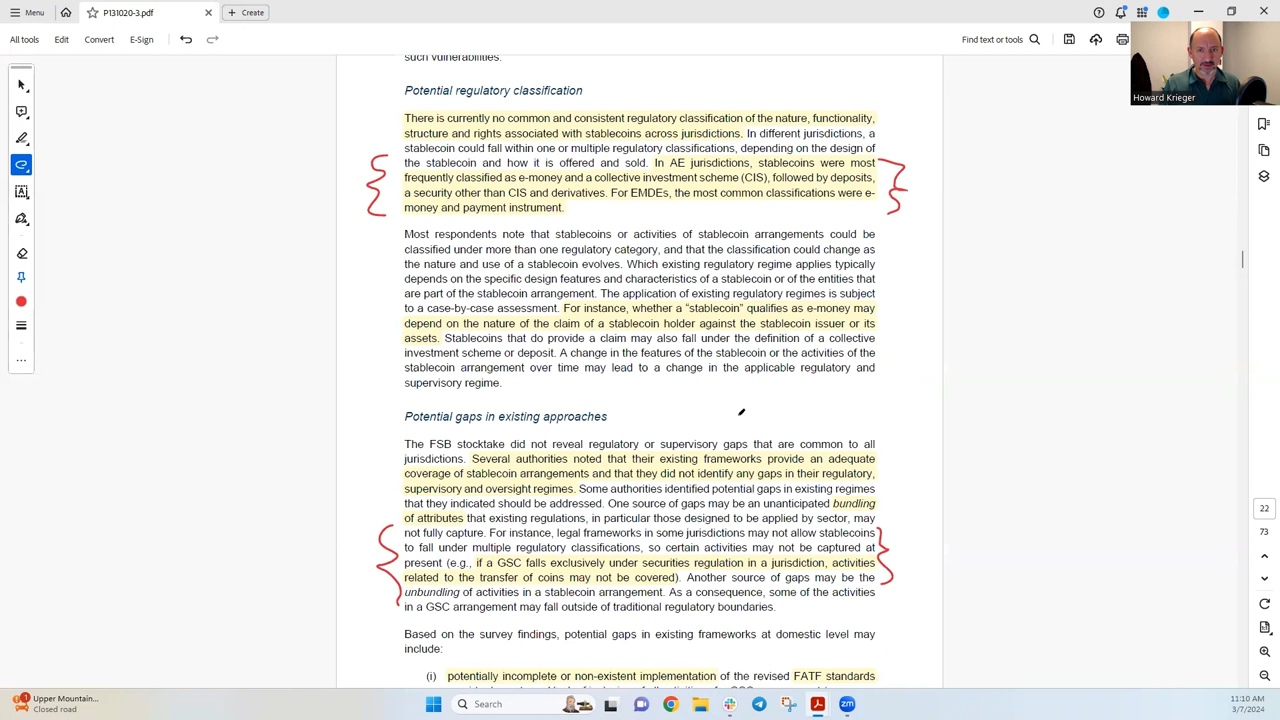 Menu
P131020-3.pdf
Create
All tools
Edit
Convert
E-Sign
Find text or tools
Howard Krieger
such vulnerabilities.
Potential regulatory classification
There is currently no common and consistent regulatory classification of the nature, functionality,
structure and rights associated with stablecoins across jurisdictions. In different jurisdictions, a
stablecoin could fall within one or multiple regulatory classifications, depending on the design of
the stablecoin and how it is offered and sold. In AE jurisdictions, stablecoins were most
frequently classified as e-money and a collective investment scheme (CIS), followed by deposits,
a security other than CIS and derivatives. For EMDEs, the most common classifications were e-
money and payment instrument.
Most respondents note that stablecoins or activities of stablecoin arrangements could be
classified under more than one regulatory category, and that the classification could change as
the nature and use of a stablecoin evolves. Which existing regulatory regime applies typically
depends on the specific design features and characteristics of a stablecoin or of the entities that
are part of the stablecoin arrangement. The application of existing regulatory regimes is subject
to a case-by-case assessment. For instance, whether a “stablecoin” qualifies as e-money may
depend on the nature of the claim of a stablecoin holder against the stablecoin issuer or its
assets. Stablecoins that do provide a claim may also fall under the definition of a collective
investment scheme or deposit. A change in the features of the stablecoin or the activities of the
stablecoin arrangement over time may lead to a change in the applicable regulatory and
supervisory regime.
Potential gaps in existing approaches
The FSB stocktake did not reveal regulatory or supervisory gaps that are common to all
jurisdictions. Several authorities noted that their existing frameworks provide an adequate
coverage of stablecoin arrangements and that they did not identify any gaps in their regulatory,
supervisory and oversight regimes. Some authorities identified potential gaps in existing regimes
that they indicated should be addressed. One source of gaps may be an unanticipated bundling
of attributes that existing regulations, in particular those designed to be applied by sector, may
not fully capture. For instance, legal frameworks in some jurisdictions may not allow stablecoins
to fall under multiple regulatory classifications, so certain activities may not be captured at
present (e.g., if a GSC falls exclusively under securities regulation in a jurisdiction, activities
related to the transfer of coins may not be covered). Another source of gaps may be the
unbundling of activities in a stablecoin arrangement. As a consequence, some of the activities
in a GSC arrangement may fall outside of traditional regulatory boundaries.
Based on the survey findings, potential gaps in existing frameworks at domestic level may
include:
(i) potentially incomplete or non-existent implementation of the revised FATF standards
22
73
Upper Mountain...
Closed road
Search
zm
11:10 AM
3/7/2024